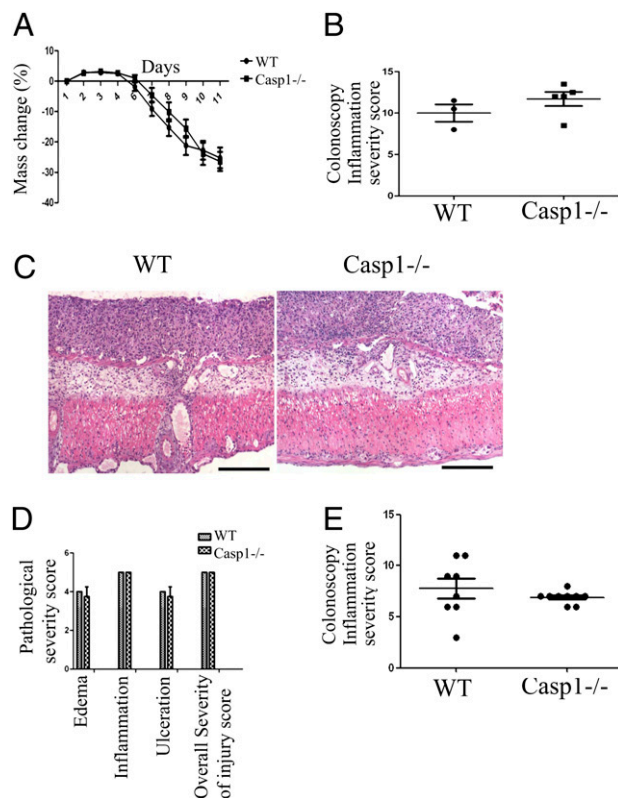 A
Days
WT
Casp1-/-
Mass change (%)
10
0
-10
-20
-30
-40
1 2 3 4 5 6 7 8 9 10 11
B
Colonoscopy
Inflammation
severity score
15
10
5
0
WT Casp1-/-
C
WT Casp1-/-
D
WT
Casp1-/-
Pathological
severity score
6
4
2
0
Edema
Inflammation
Ulceration
Overall Severity
of injury score
E
Colonoscopy
Inflammation
severity score
15
10
5
0
WT Casp1-/-